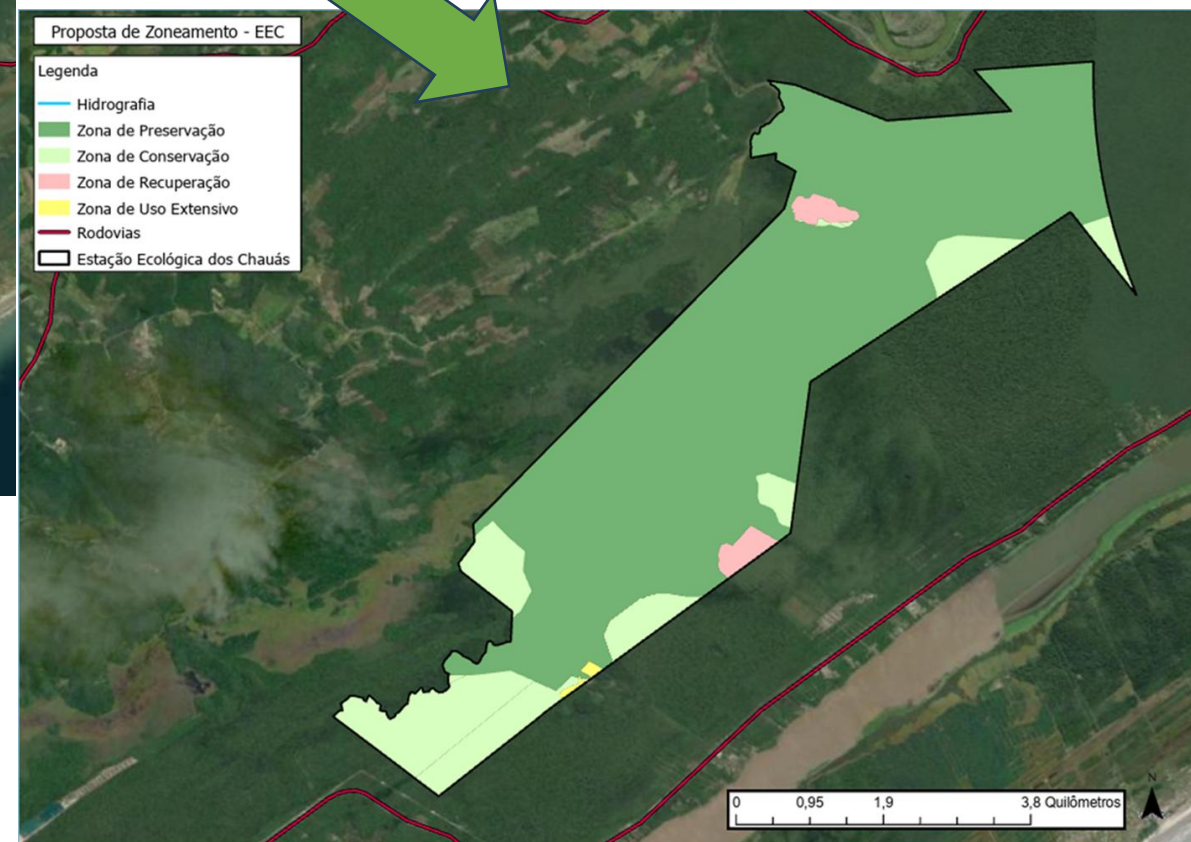 Proposta de Zoneamento - EEC
Legenda
Hidrografia
Zona de Preservação
Zona de Conservação
Zona de Recuperação
Zona de Uso Extensivo
Rodovias
Estação Ecológica dos Chauás
N
0 0,95 1,9 3,8 Quilômetros